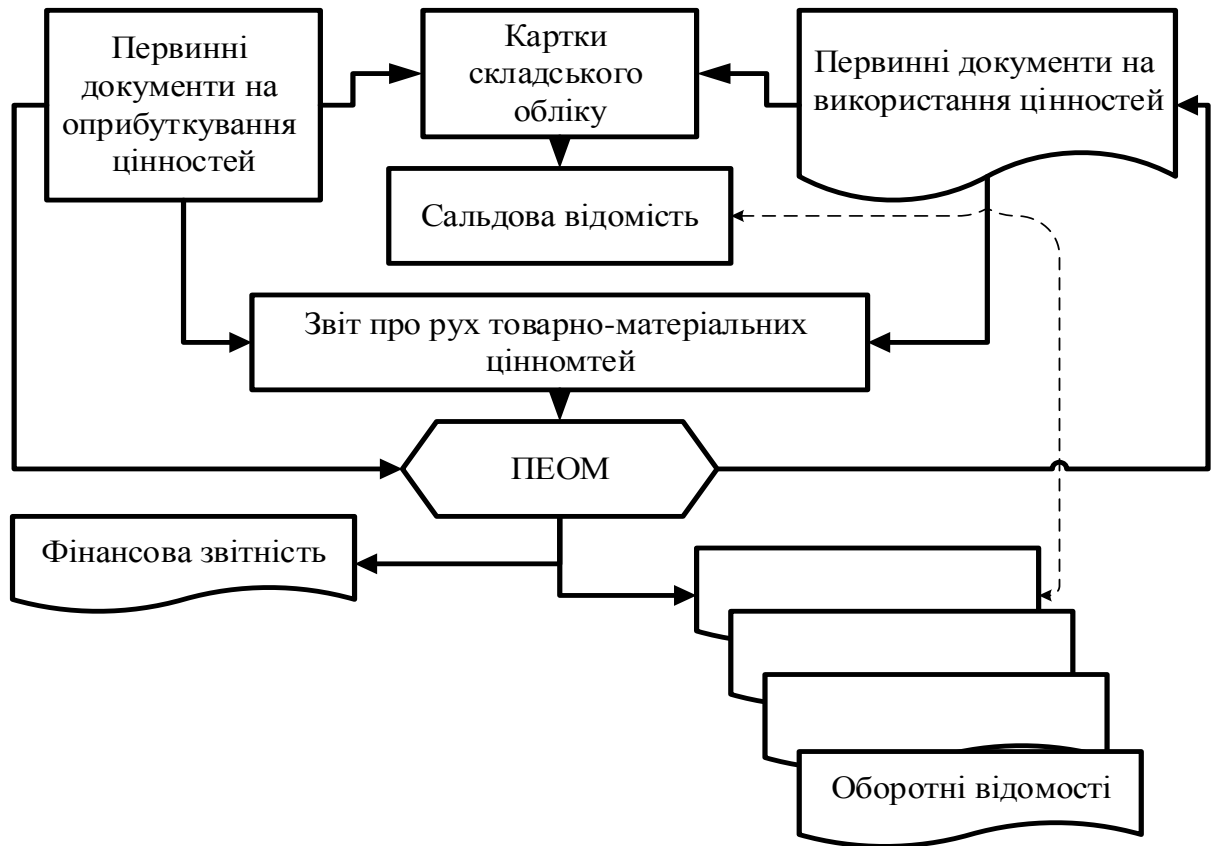 Первинні
документи на
оприбуткування
цінностей
Картки
складського
обліку
Первинні документи на
використання цінностей
Сальдова відомість
Звіт про рух товарно-матеріальних
цінномтей
ПЕОМ
Фінансова звітність
Оборотні відомості